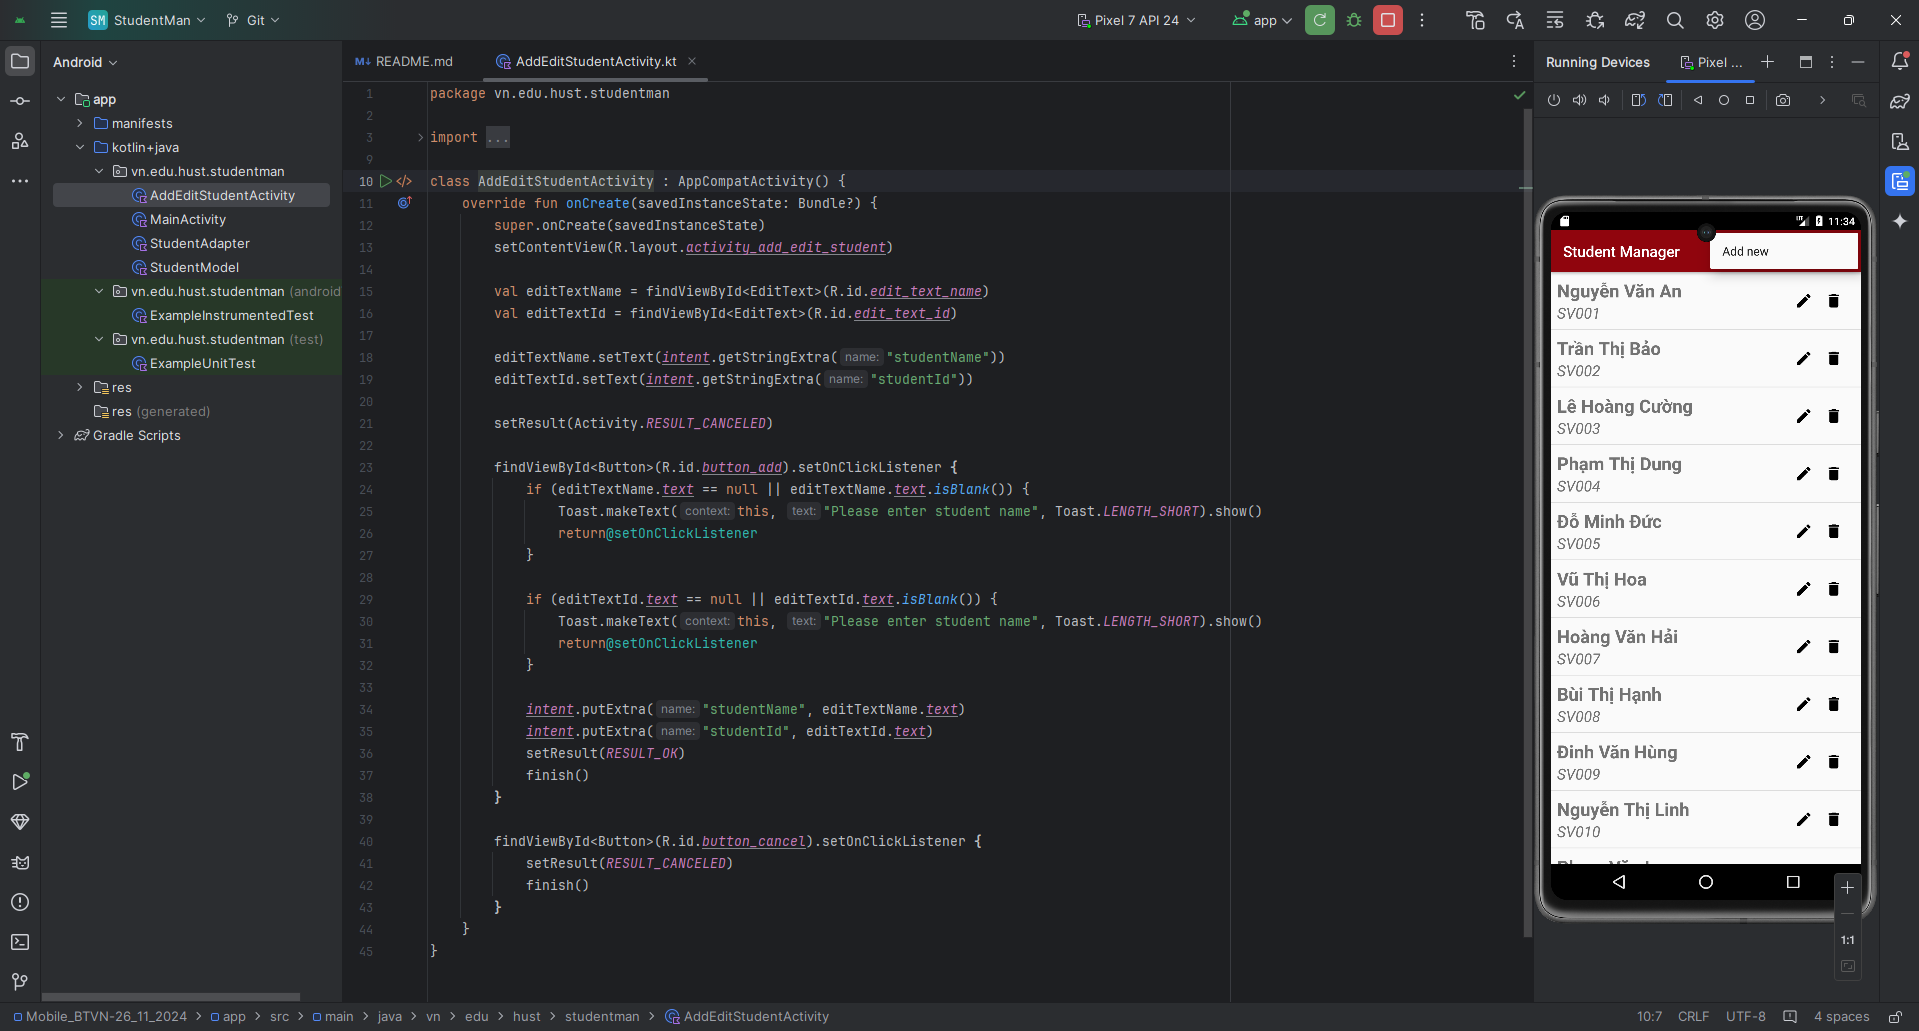 SM StudentMan Git Pixel 7 API 24 app
Android
app
manifests
kotlin+java
vn.edu.hust.studentman
AddEditStudentActivity
MainActivity
StudentAdapter
StudentModel
vn.edu.hust.studentman (android
ExampleInstrumentedTest
vn.edu.hust.studentman (test)
ExampleUnitTest
res
res (generated)
Gradle Scripts
M↓ README.md AddEditStudentActivity.kt
1 package vn.edu.hust.studentman
2
3 import ...
9
10 class AddEditStudentActivity : AppCompatActivity() {
11 override fun onCreate(savedInstanceState: Bundle?) {
12 super.onCreate(savedInstanceState)
13 setContentView(R.layout.activity_add_edit_student)
14
15 val editTextName = findViewById<EditText>(R.id.edit_text_name)
16 val editTextId = findViewById<EditText>(R.id.edit_text_id)
17
18 editTextName.setText(intent.getStringExtra( name: "studentName"))
19 editTextId.setText(intent.getStringExtra( name: "studentId"))
20
21 setResult(Activity.RESULT_CANCELED)
22
23 findViewById<Button>(R.id.button_add).setOnClickListener {
24 if (editTextName.text == null || editTextName.text.isBlank()) {
25 Toast.makeText( context: this, text: "Please enter student name", Toast.LENGTH_SHORT).show()
26 return@setOnClickListener
27 }
28
29 if (editTextId.text == null || editTextId.text.isBlank()) {
30 Toast.makeText( context: this, text: "Please enter student name", Toast.LENGTH_SHORT).show()
31 return@setOnClickListener
32 }
33
34 intent.putExtra( name: "studentName", editTextName.text)
35 intent.putExtra( name: "studentId", editTextId.text)
36 setResult(RESULT_OK)
37 finish()
38 }
39
40 findViewById<Button>(R.id.button_cancel).setOnClickListener {
41 setResult(RESULT_CANCELED)
42 finish()
43 }
44 }
45 }
Running Devices Pixel ...
11:34
Student Manager Add new
Nguyễn Văn An
SV001
Trần Thị Bảo
SV002
Lê Hoàng Cường
SV003
Phạm Thị Dung
SV004
Đỗ Minh Đức
SV005
Vũ Thị Hoa
SV006
Hoàng Văn Hải
SV007
Bùi Thị Hạnh
SV008
Đinh Văn Hùng
SV009
Nguyễn Thị Linh
SV010
1:1
Mobile_BTVN-26_11_2024 > app > src > main > java > vn > edu > hust > studentman > AddEditStudentActivity
10:7 CRLF UTF-8 4 spaces